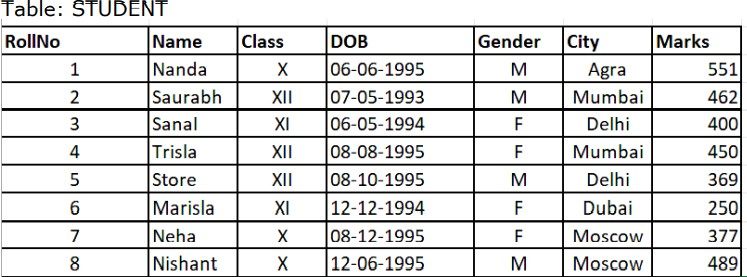 Table: STUDENT
RollNo Name Class DOB Gender City Marks
1 Nanda X 06-06-1995 M Agra 551
2 Saurabh XII 07-05-1993 M Mumbai 462
3 Sanal XI 06-05-1994 F Delhi 400
4 Trisla XII 08-08-1995 F Mumbai 450
5 Store XII 08-10-1995 M Delhi 369
6 Marisla XI 12-12-1994 F Dubai 250
7 Neha X 08-12-1995 F Moscow 377
8 Nishant X 12-06-1995 M Moscow 489